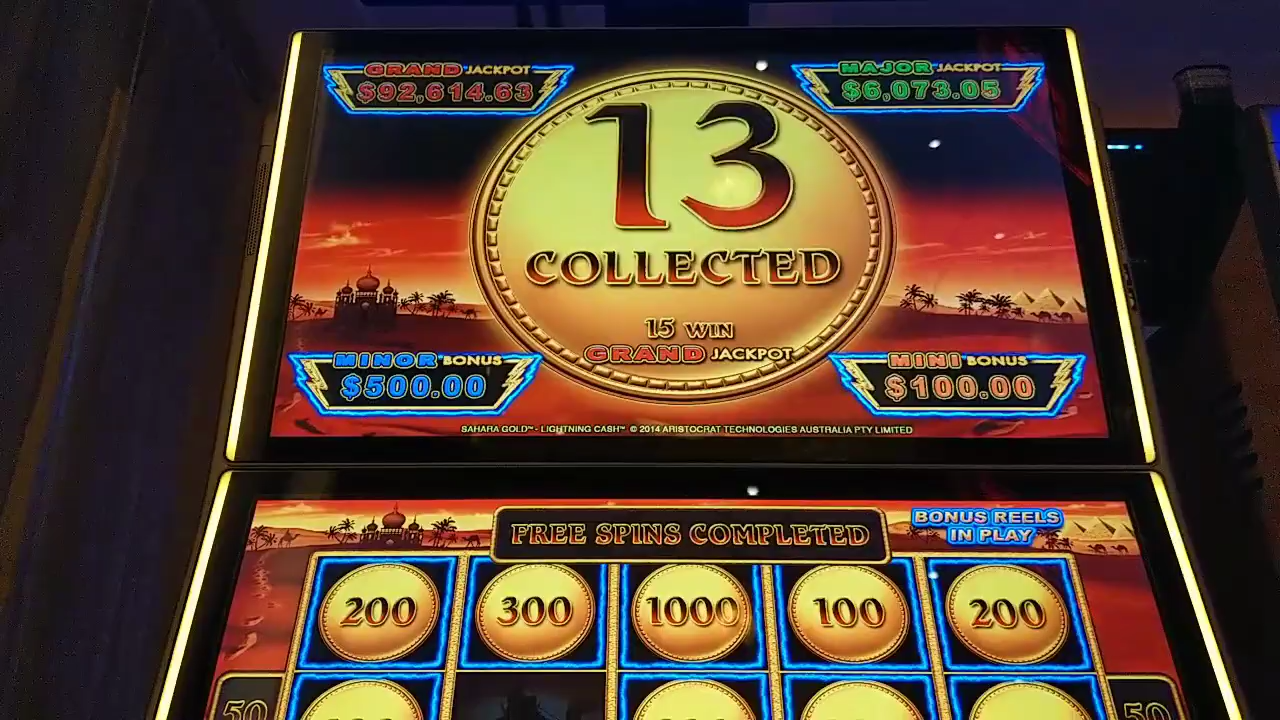 GRAND JACKPOT
$92,614.63
MAJOR JACKPOT
$6,073.05
13
COLLECTED
15 WIN
GRAND JACKPOT
MINOR BONUS
$500.00
MINI BONUS
$100.00
SAHARA GOLD™ - LIGHTNING CASH™ © 2014 ARISTOCRAT TECHNOLOGIES AUSTRALIA PTY LIMITED
FREE SPINS COMPLETED
BONUS REELS
IN PLAY
200 300 1000 100 200
50 50